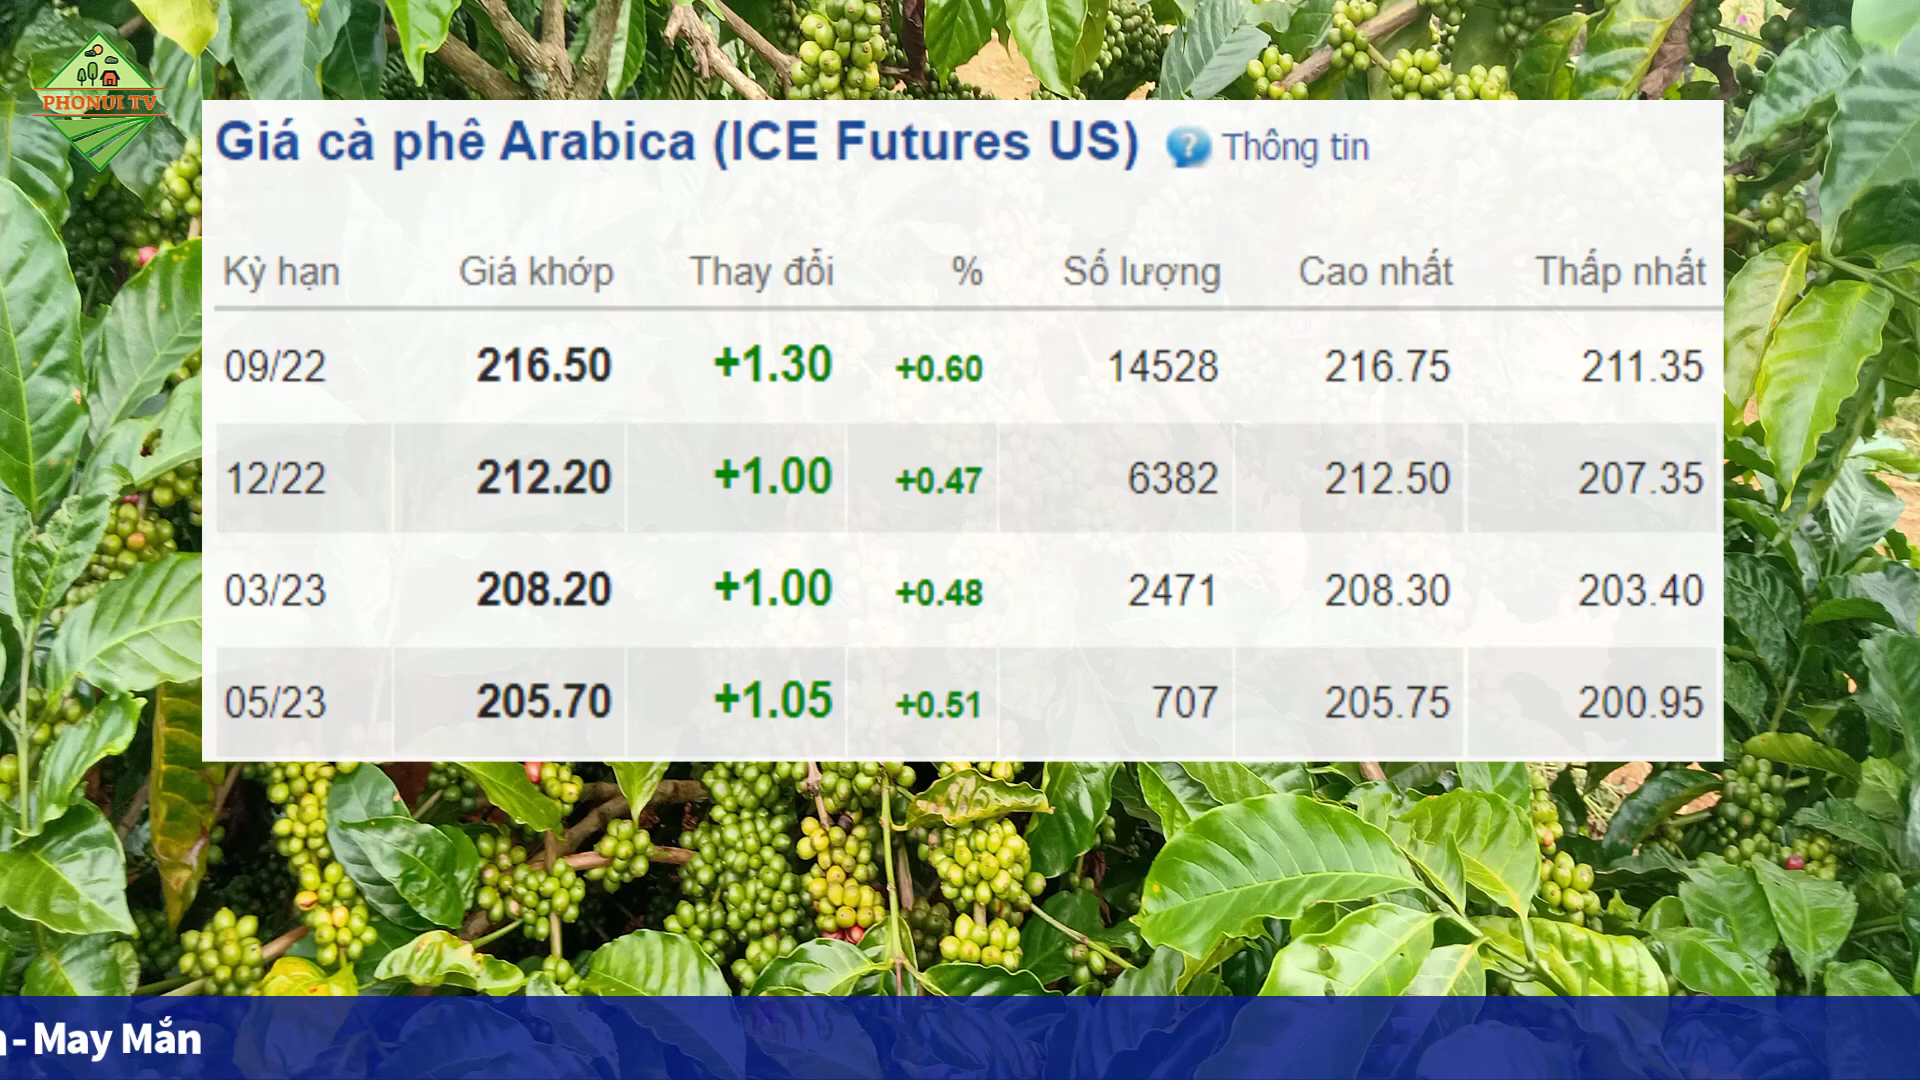 PHONUI TV
Giá cà phê Arabica (ICE Futures US) ? Thông tin
Kỳ hạn Giá khớp Thay đổi % Số lượng Cao nhất Thấp nhất
09/22 216.50 +1.30 +0.60 14528 216.75 211.35
12/22 212.20 +1.00 +0.47 6382 212.50 207.35
03/23 208.20 +1.00 +0.48 2471 208.30 203.40
05/23 205.70 +1.05 +0.51 707 205.75 200.95
- May Mắn